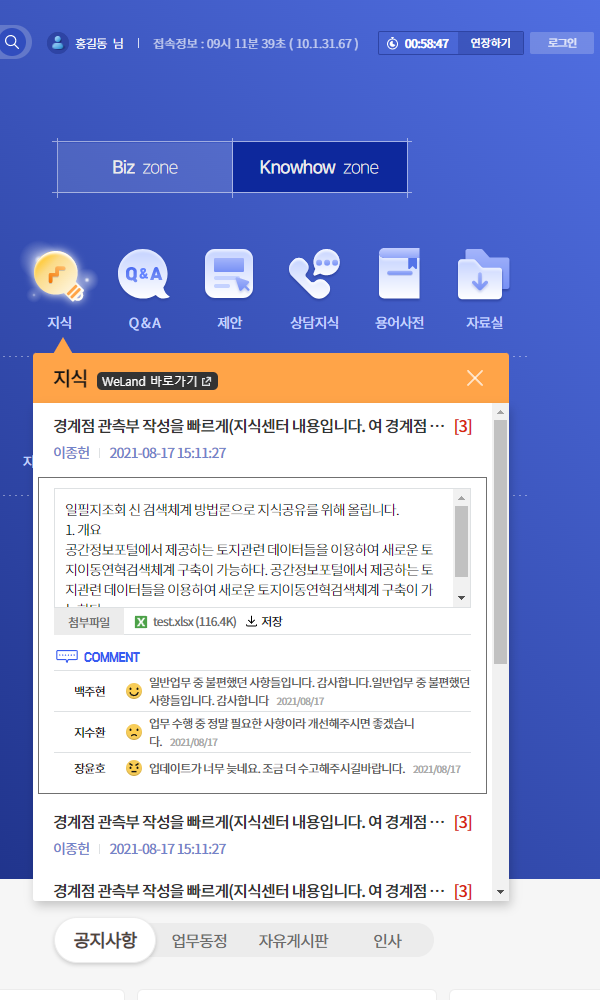 홍길동 님 | 접속정보 : 09시 11분 39초 ( 10.1.31.67 ) 00:58:47 연장하기 로그인
Biz zone Knowhow zone
Q&A
지식 Q&A 제안 상담지식 용어사전 자료실
지식 WeLand 바로가기
경계점 관측부 작성을 빠르게(지식센터 내용입니다. 여 경계점 ··· [3]
이종헌 | 2021-08-17 15:11:27
일필지조회 신 검색체계 방법론으로 지식공유를 위해 올립니다.
1. 개요
공간정보포털에서 제공하는 토지관련 데이터들을 이용하여 새로운 토
지이동연혁검색체계 구축이 가능하다. 공간정보포털에서 제공하는 토
지관련 데이터들을 이용하여 새로운 토지이동연혁검색체계 구축이 가
첨부파일 test.xlsx (116.4K) 저장
COMMENT
백주현 일반업무 중 불편했던 사항들입니다. 감사합니다.일반업무 중 불편했던
사항들입니다. 감사합니다 2021/08/17
지수환 업무 수행 중 정말 필요한 사항이라 개선해주시면 좋겠습니
다. 2021/08/17
장윤호 업데이트가 너무 늦네요. 조금 더 수고해주시길바랍니다. 2021/08/17
경계점 관측부 작성을 빠르게(지식센터 내용입니다. 여 경계점 ··· [3]
이종헌 | 2021-08-17 15:11:27
경계점 관측부 작성을 빠르게(지식센터 내용입니다. 여 경계점 ··· [3]
공지사항 업무동정 자유게시판 인사